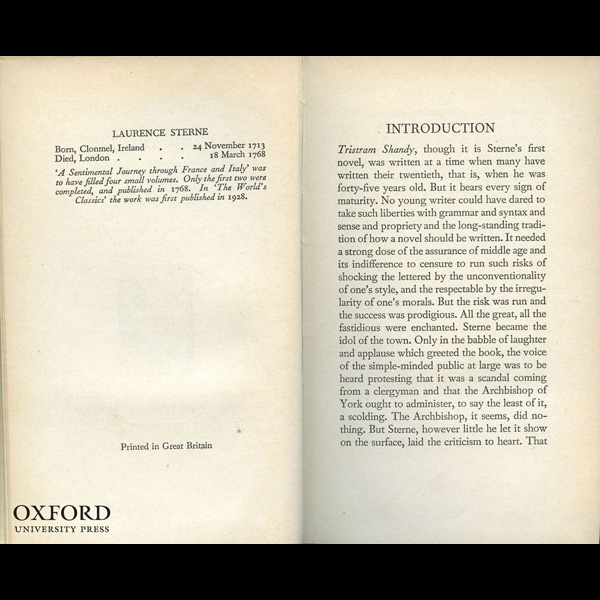 LAURENCE STERNE
Born, Clonmel, Ireland . . 24 November 1713
Died, London . . . . 18 March 1768
'A Sentimental Journey through France and Italy' was
to have filled four small volumes. Only the first two were
completed, and published in 1768. In 'The World's
Classics' the work was first published in 1928.
Printed in Great Britain
OXFORD
UNIVERSITY PRESS
INTRODUCTION
Tristram Shandy, though it is Sterne's first
novel, was written at a time when many have
written their twentieth, that is, when he was
forty-five years old. But it bears every sign of
maturity. No young writer could have dared to
take such liberties with grammar and syntax and
sense and propriety and the long-standing tradi-
tion of how a novel should be written. It needed
a strong dose of the assurance of middle age and
its indifference to censure to run such risks of
shocking the lettered by the unconventionality
of one's style, and the respectable by the irregu-
larity of one's morals. But the risk was run and
the success was prodigious. All the great, all the
fastidious were enchanted. Sterne became the
idol of the town. Only in the babble of laughter
and applause which greeted the book, the voice
of the simple-minded public at large was to be
heard protesting that it was a scandal coming
from a clergyman and that the Archbishop of
York ought to administer, to say the least of it,
a scolding. The Archbishop, it seems, did no-
thing. But Sterne, however little he let it show
on the surface, laid the criticism to heart. That